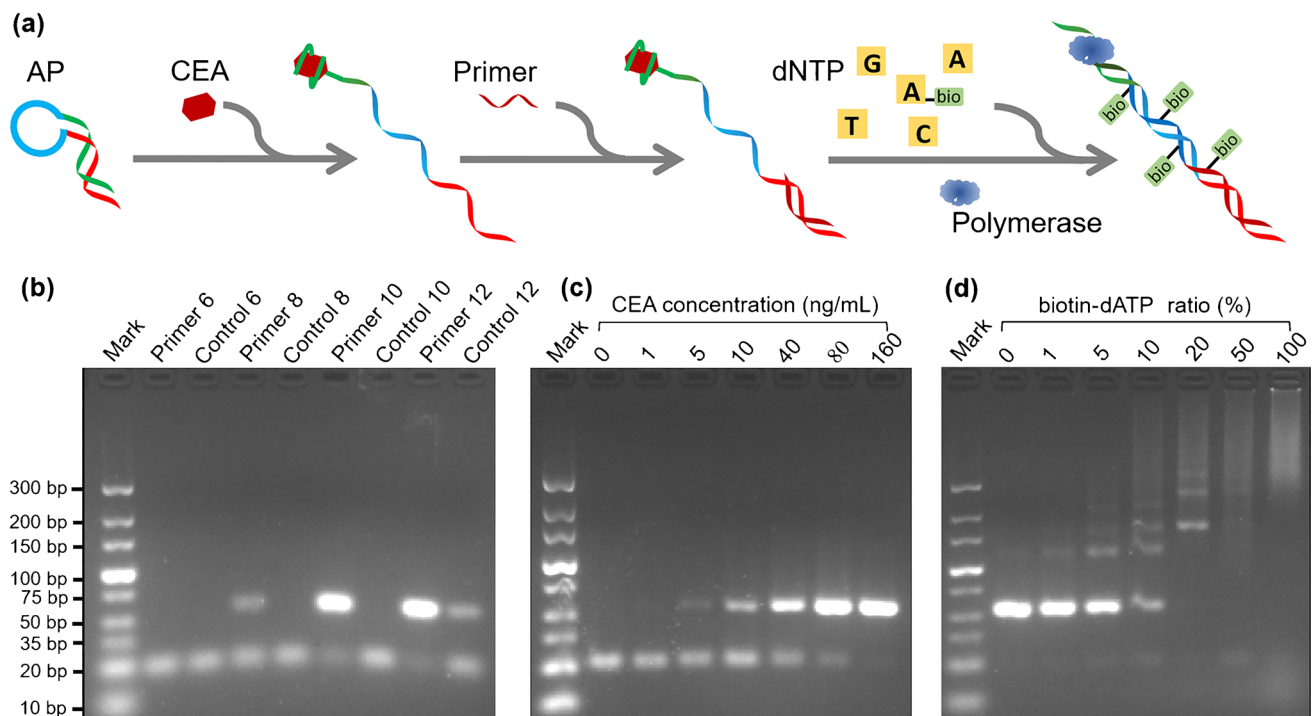 (a)
AP
CEA
Primer
dNTP
G
A
A
bio
T
C
Polymerase
bio
bio
bio
bio
(b)
Mark
Primer 6
Control 6
Primer 8
Control 8
Primer 10
Control 10
Primer 12
Control 12
300 bp
200 bp
150 bp
100 bp
75 bp
50 bp
35 bp
20 bp
10 bp
(c)
CEA concentration (ng/mL)
Mark
0
1
5
10
40
80
160
(d)
biotin-dATP ratio (%)
Mark
0
1
5
10
20
50
100